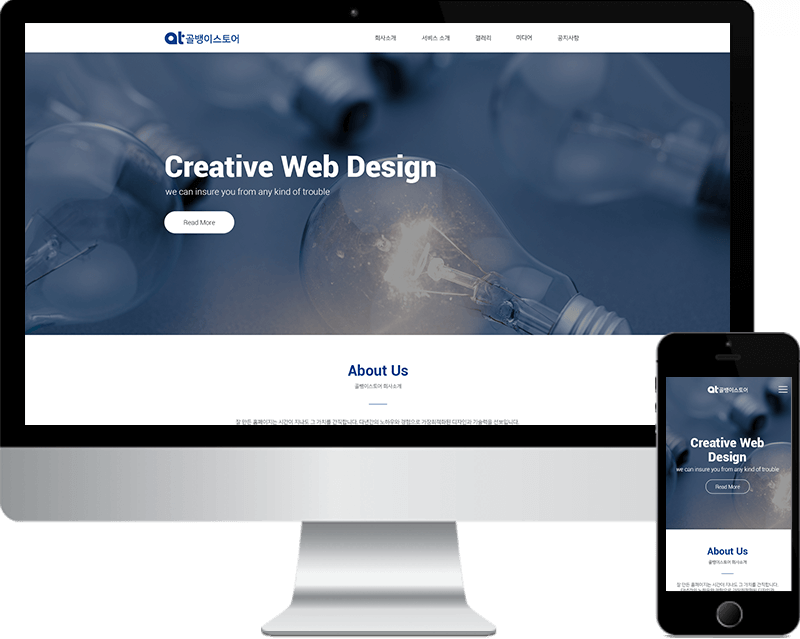 at 골뱅이스토어
회사소개 서비스 소개 갤러리 미디어 공지사항
Creative Web Design
we can insure you from any kind of trouble
Read More
About Us
골뱅이스토어 회사소개
잘 만든 홈페이지는 시간이 지나도 그 가치를 간직합니다. 다년간의 노하우와 경험으로 가장최적화된 디자인과 기술력을 선보입니다.
at 골뱅이스토어
Creative Web
Design
we can insure you from any kind of trouble
Read More
About Us
골뱅이스토어 회사소개
잘 만든 홈페이지는 시간이 지나도 그 가치를 간직합니다.